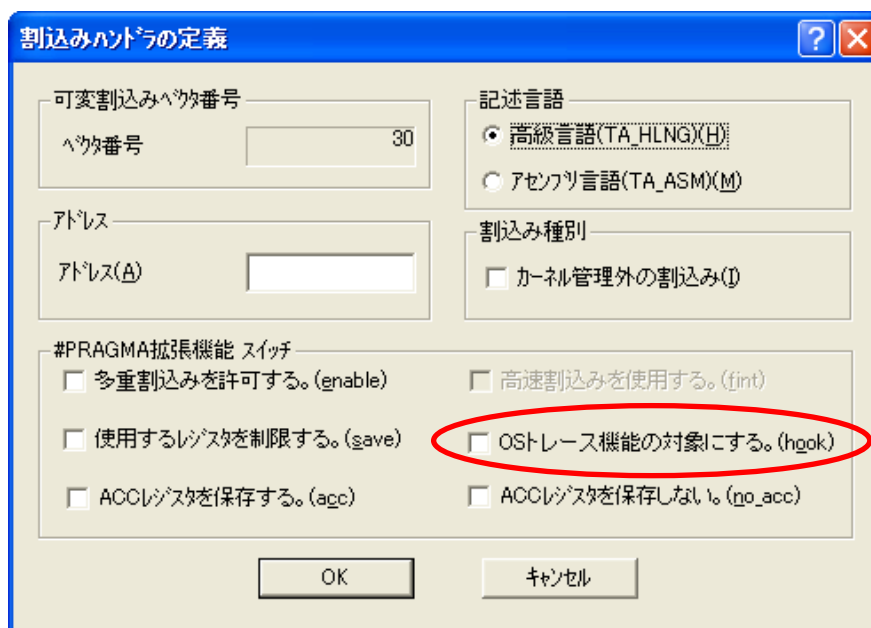 割込みﾊﾝﾄﾞﾗの定義
可変割込みﾍﾞｸﾀ番号
ﾍﾞｸﾀ番号
30
記述言語
高級言語(TA_HLNG)(H)
ｱｾﾝﾌﾞﾘ言語(TA_ASM)(M)
ｱﾄﾞﾚｽ
ｱﾄﾞﾚｽ(A)
割込み種別
ｶｰﾈﾙ管理外の割込み(I)
#PRAGMA拡張機能 ｽｲｯﾁ
多重割込みを許可する。(enable)
高速割込みを使用する。(fint)
使用するﾚｼﾞｽﾀを制限する。(save)
OSﾄﾚｰｽ機能の対象にする。(hook)
ACCﾚｼﾞｽﾀを保存する。(acc)
ACCﾚｼﾞｽﾀを保存しない。(no_acc)
OK
ｷｬﾝｾﾙ